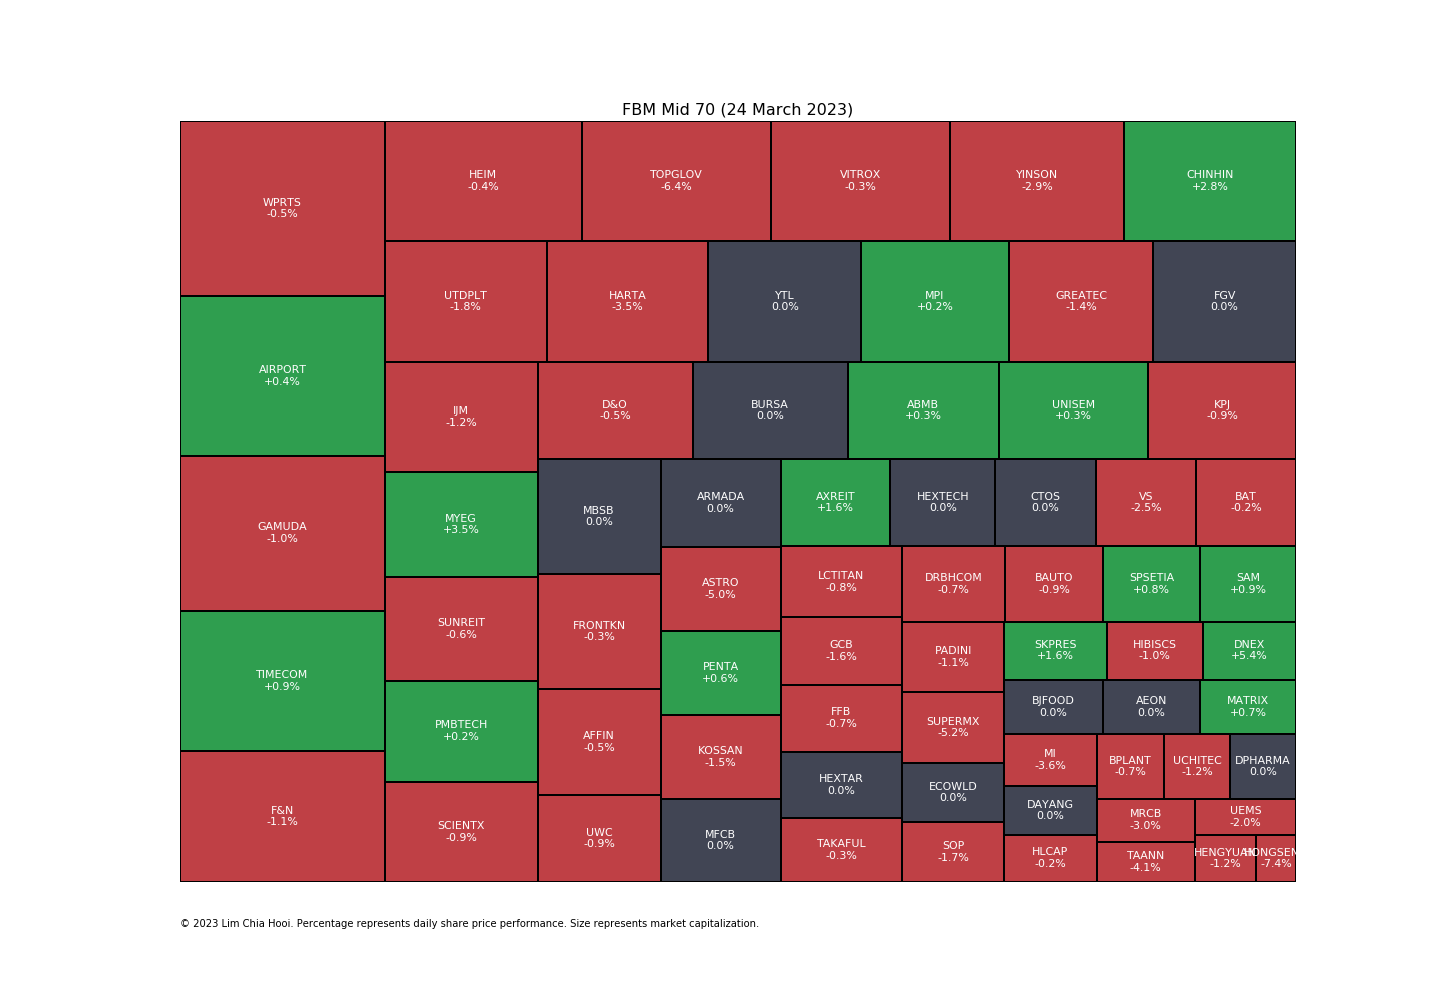 FBM Mid 70 (24 March 2023)
WPRTS
-0.5%
HEIM
-0.4%
TOPGLOV
-6.4%
VITROX
-0.3%
YINSON
-2.9%
CHINHIN
+2.8%
UTDPLT
-1.8%
HARTA
-3.5%
YTL
0.0%
MPI
+0.2%
GREATEC
-1.4%
FGV
0.0%
AIRPORT
+0.4%
IJM
-1.2%
D&O
-0.5%
BURSA
0.0%
ABMB
+0.3%
UNISEM
+0.3%
KPJ
-0.9%
GAMUDA
-1.0%
MYEG
+3.5%
MBSB
0.0%
ARMADA
0.0%
AXREIT
+1.6%
HEXTECH
0.0%
CTOS
0.0%
VS
-2.5%
BAT
-0.2%
ASTRO
-5.0%
LCTITAN
-0.8%
DRBHCOM
-0.7%
BAUTO
-0.9%
SPSETIA
+0.8%
SAM
+0.9%
SUNREIT
-0.6%
FRONTKN
-0.3%
GCB
-1.6%
PADINI
-1.1%
SKPRES
+1.6%
HIBISCS
-1.0%
DNEX
+5.4%
TIMECOM
+0.9%
PENTA
+0.6%
BJFOOD
0.0%
AEON
0.0%
MATRIX
+0.7%
PMBTECH
+0.2%
AFFIN
-0.5%
KOSSAN
-1.5%
FFB
-0.7%
SUPERMX
-5.2%
MI
-3.6%
BPLANT
-0.7%
UCHITEC
-1.2%
DPHARMA
0.0%
HEXTAR
0.0%
ECOWLD
0.0%
DAYANG
0.0%
MRCB
-3.0%
UEMS
-2.0%
F&N
-1.1%
SCIENTX
-0.9%
UWC
-0.9%
MFCB
0.0%
TAKAFUL
-0.3%
SOP
-1.7%
HLCAP
-0.2%
TAANN
-4.1%
HENGYUAN
-1.2%
-7.4%
© 2023 Lim Chia Hooi. Percentage represents daily share price performance. Size represents market capitalization.